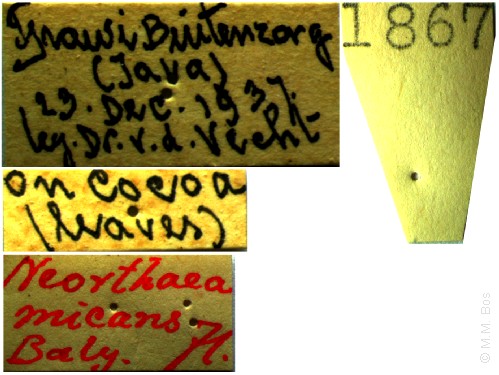 Tjiawi Buitenzorg
(Java)
23. Dec. 1937.
leg. Dr. v. d. Vecht
1867
on Cocoa
(leaves)
Neorthaea
micans
Baly. H.
© M.M. Bos